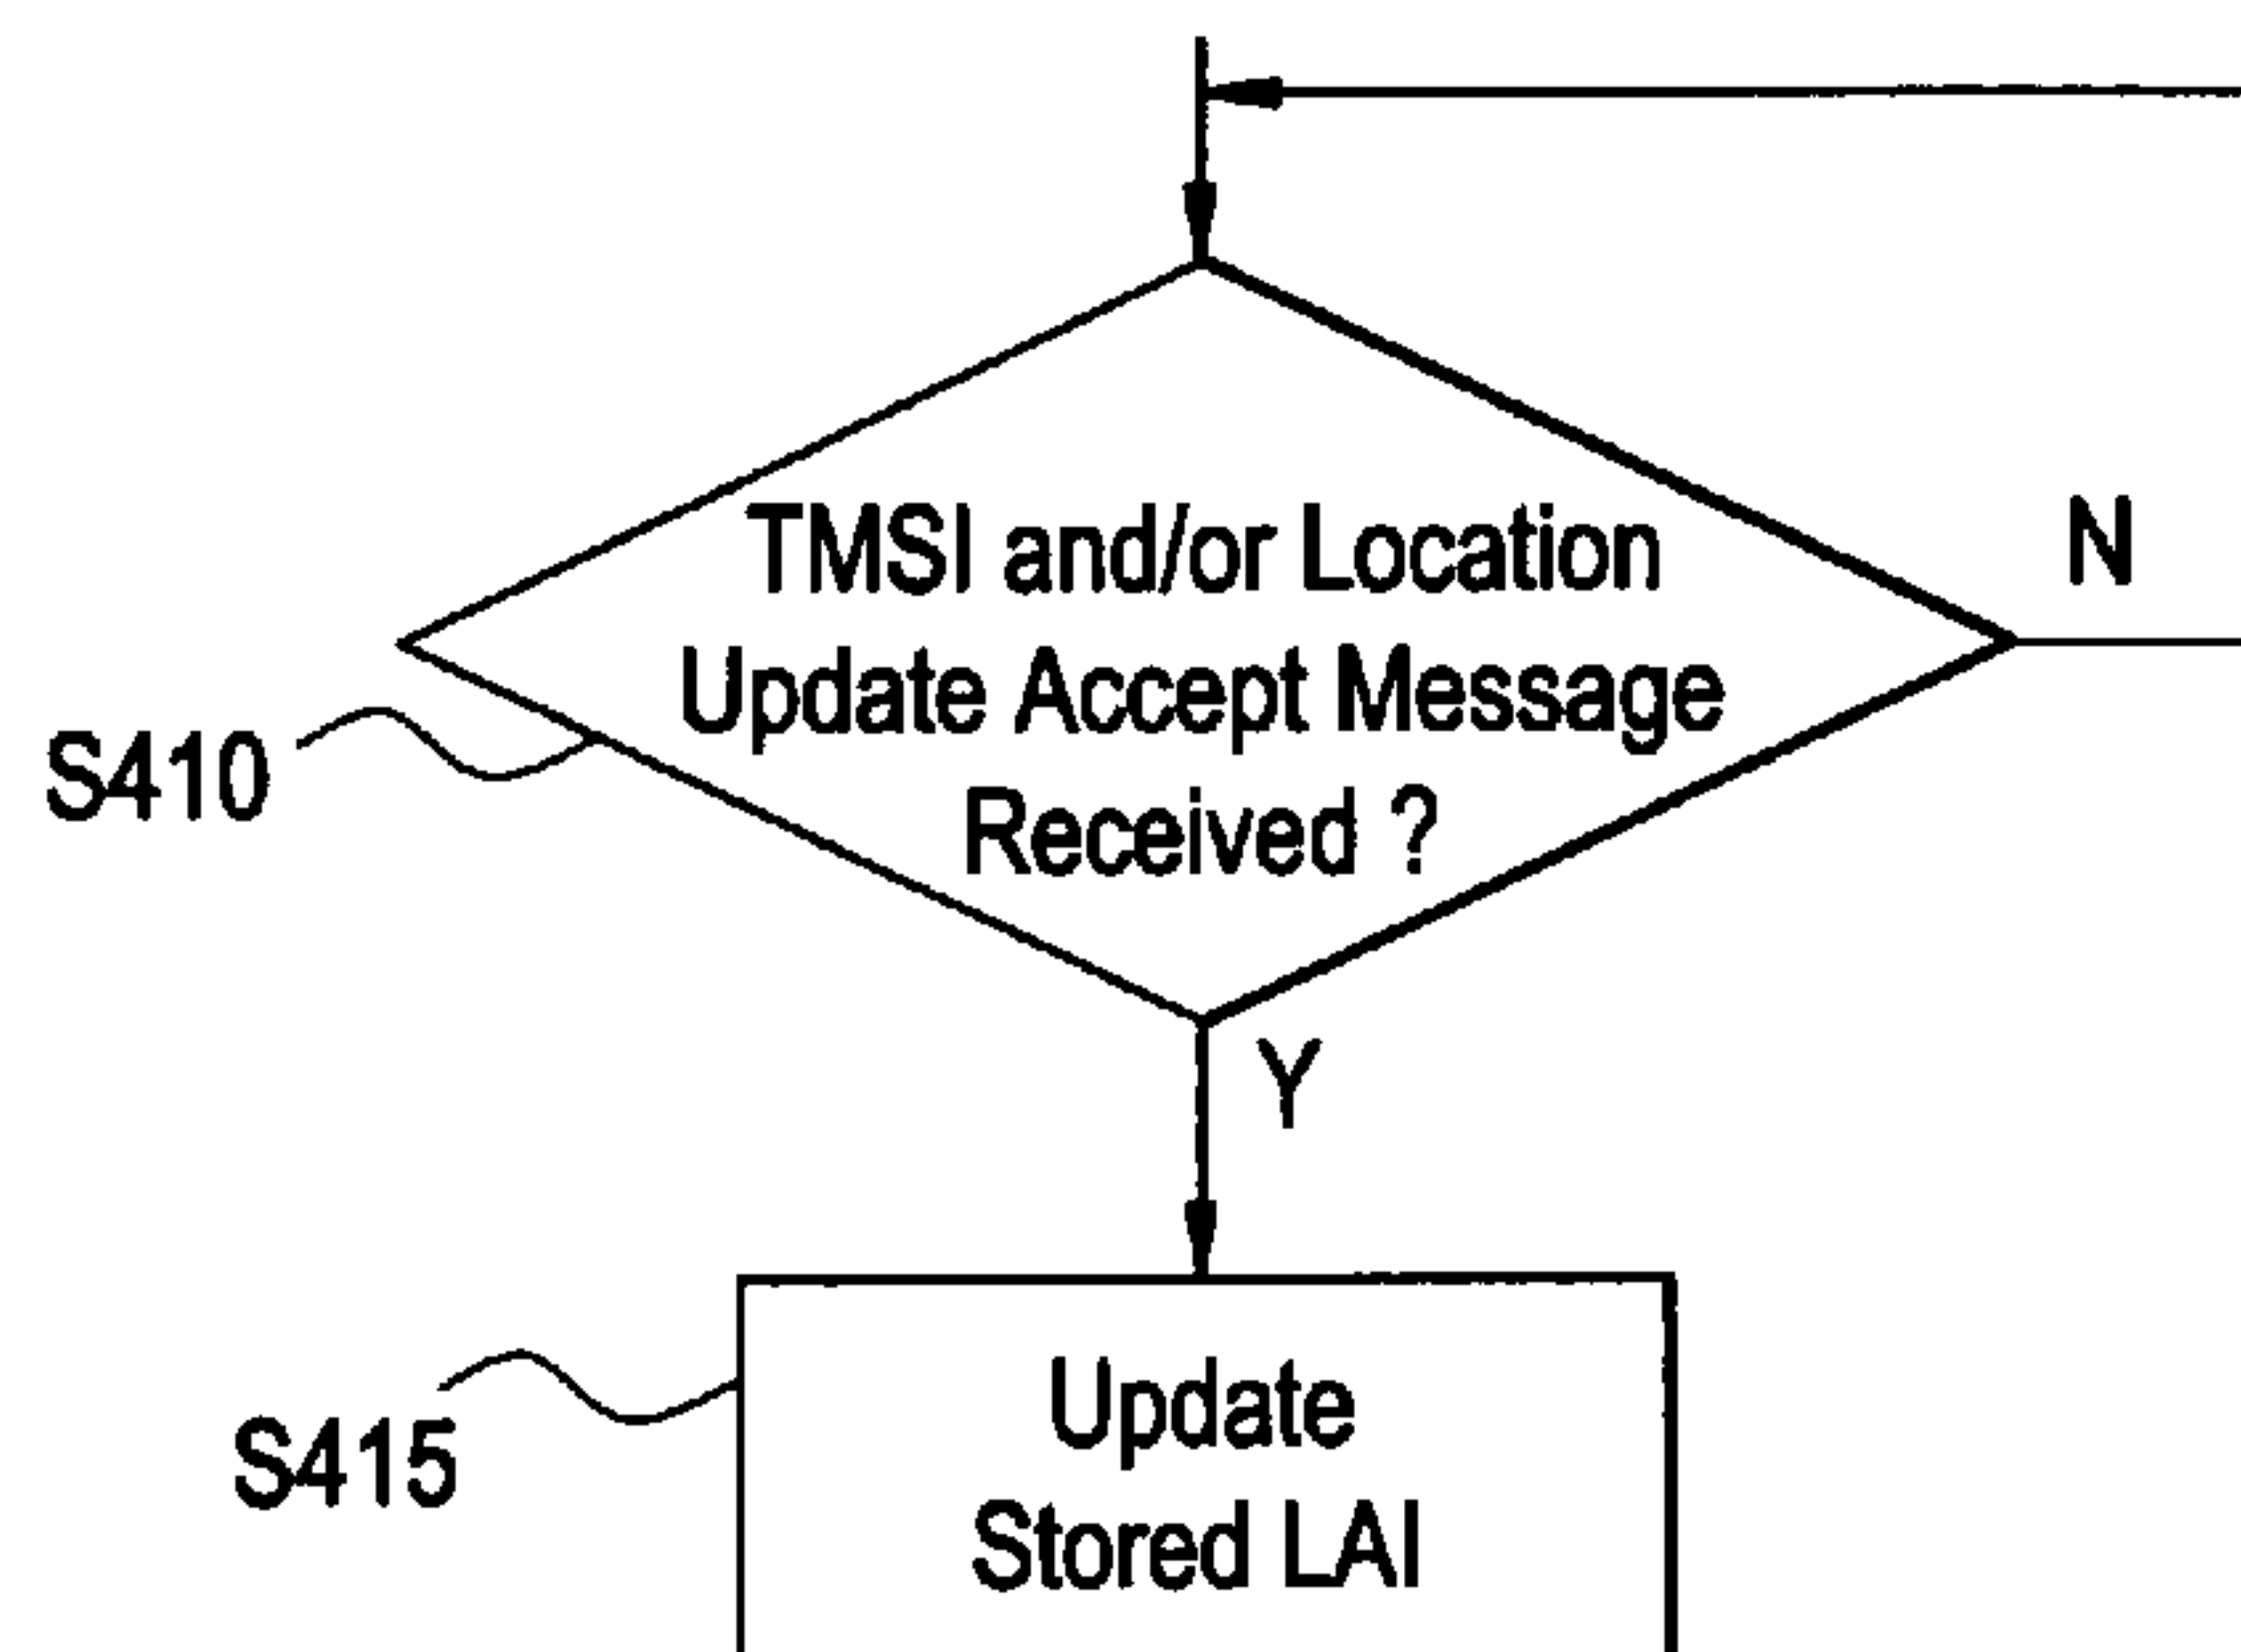 TMSI and/or Location
Update Accept Message
Received ?
N
S410
Y
S415
Update
Stored LAI